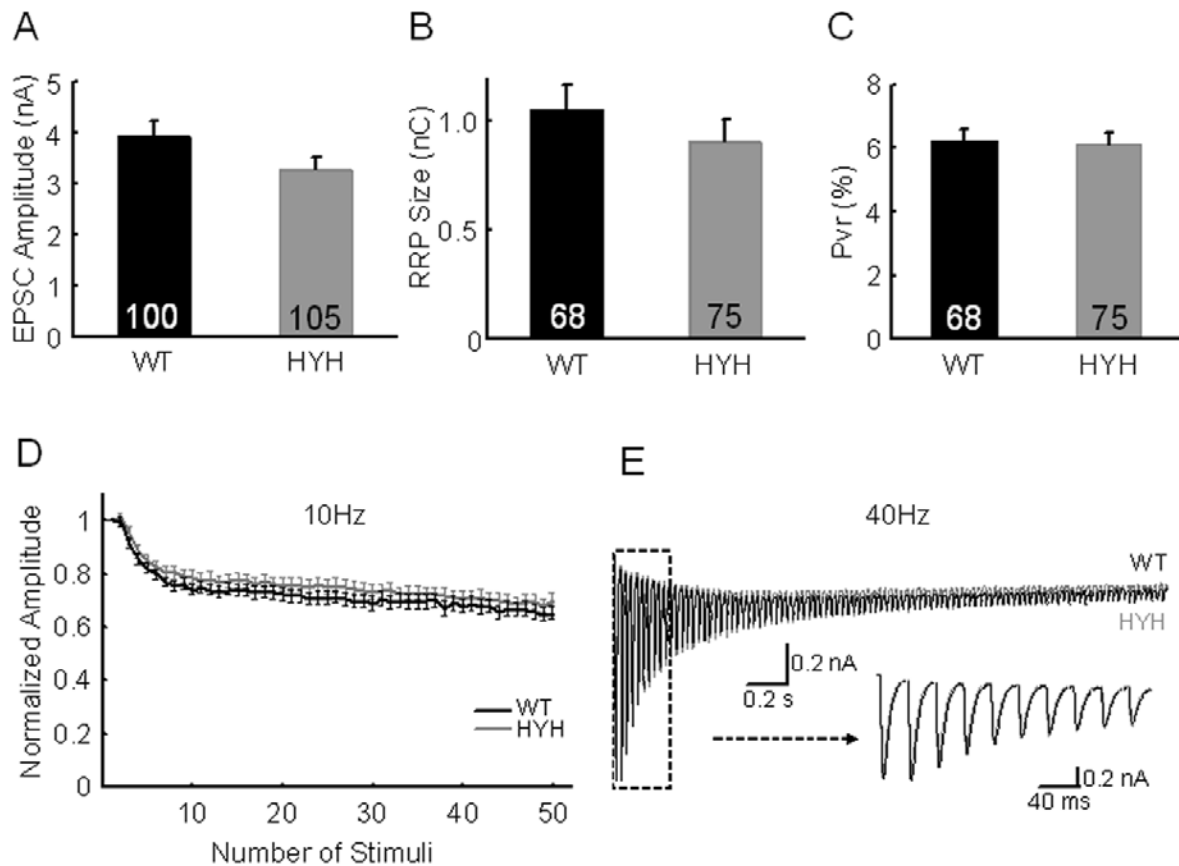 A
EPSC Amplitude (nA)
5
4
3
2
1
0
100
105
WT
HYH
B
RRP Size (nC)
1.0
0.5
0
68
75
WT
HYH
C
Pvr (%)
8
6
4
2
0
68
75
WT
HYH
D
10Hz
Normalized Amplitude
1
0.8
0.6
0.4
0.2
0
WT
HYH
10 20 30 40 50
Number of Stimuli
E
40Hz
WT
HYH
0.2 nA
0.2 s
0.2 nA
40 ms